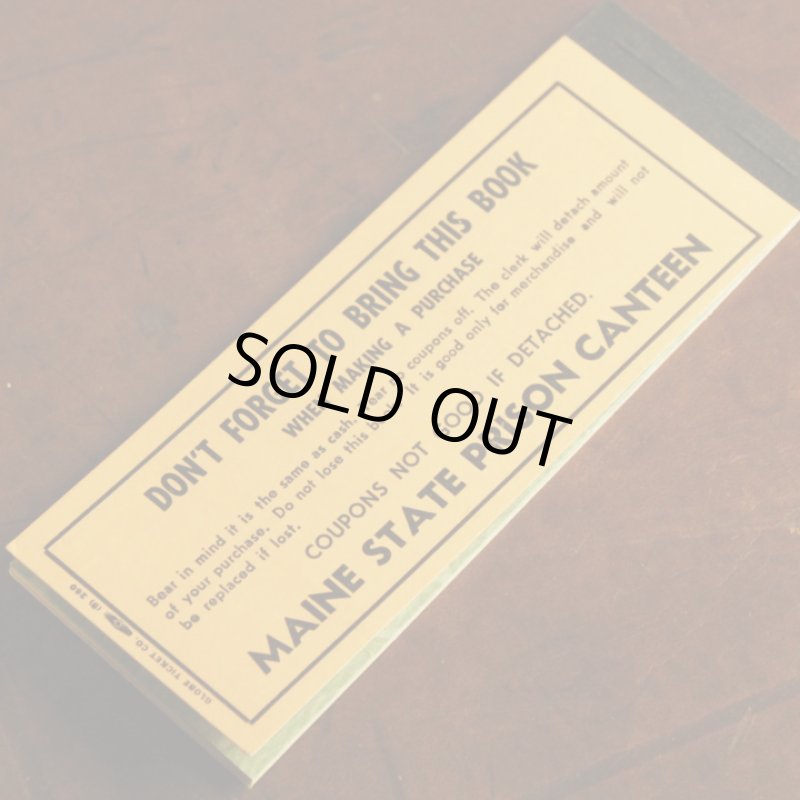 DON'T FORGET TO BRING THIS BOOK
WHEN MAKING A PURCHASE
Bear in mind it is the same as cash. Tear no coupons off. The clerk will detach amount
of your purchase. Do not lose this book. It is good only for merchandise and will not
be replaced if lost.
COUPONS NOT GOOD IF DETACHED.
MAINE STATE PRISON CANTEEN
GLOBE TICKET CO.
SOLD OUT